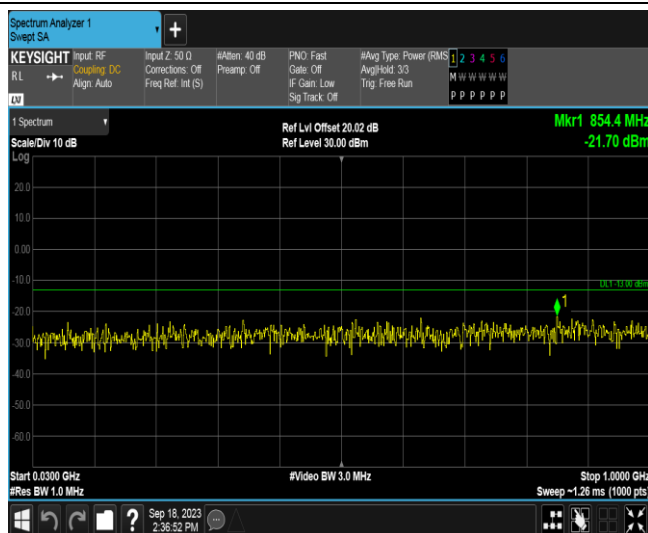 Spectrum Analyzer 1
Swept SA
KEYSIGHT
RL
LXI
Input: RF
Coupling: DC
Align: Auto
Input Z: 50 Ω
Corrections: Off
Freq Ref: Int (S)
#Atten: 40 dB
Preamp: Off
PNO: Fast
Gate: Off
IF Gain: Low
Sig Track: Off
#Avg Type: Power (RMS
Avg|Hold: 3/3
Trig: Free Run
1 2 3 4 5 6
M W W W W W
P P P P P P
1 Spectrum
Scale/Div 10 dB
Ref Lvl Offset 20.02 dB
Ref Level 30.00 dBm
Mkr1 854.4 MHz
-21.70 dBm
Log
20.0
10.0
0.00
-10.0
-20.0
-30.0
-40.0
-50.0
-60.0
DL1 -13.00 dBm
1
Start 0.0300 GHz
#Res BW 1.0 MHz
#Video BW 3.0 MHz
Stop 1.0000 GHz
Sweep ~1.26 ms (1000 pts)
?
Sep 18, 2023
2:36:52 PM